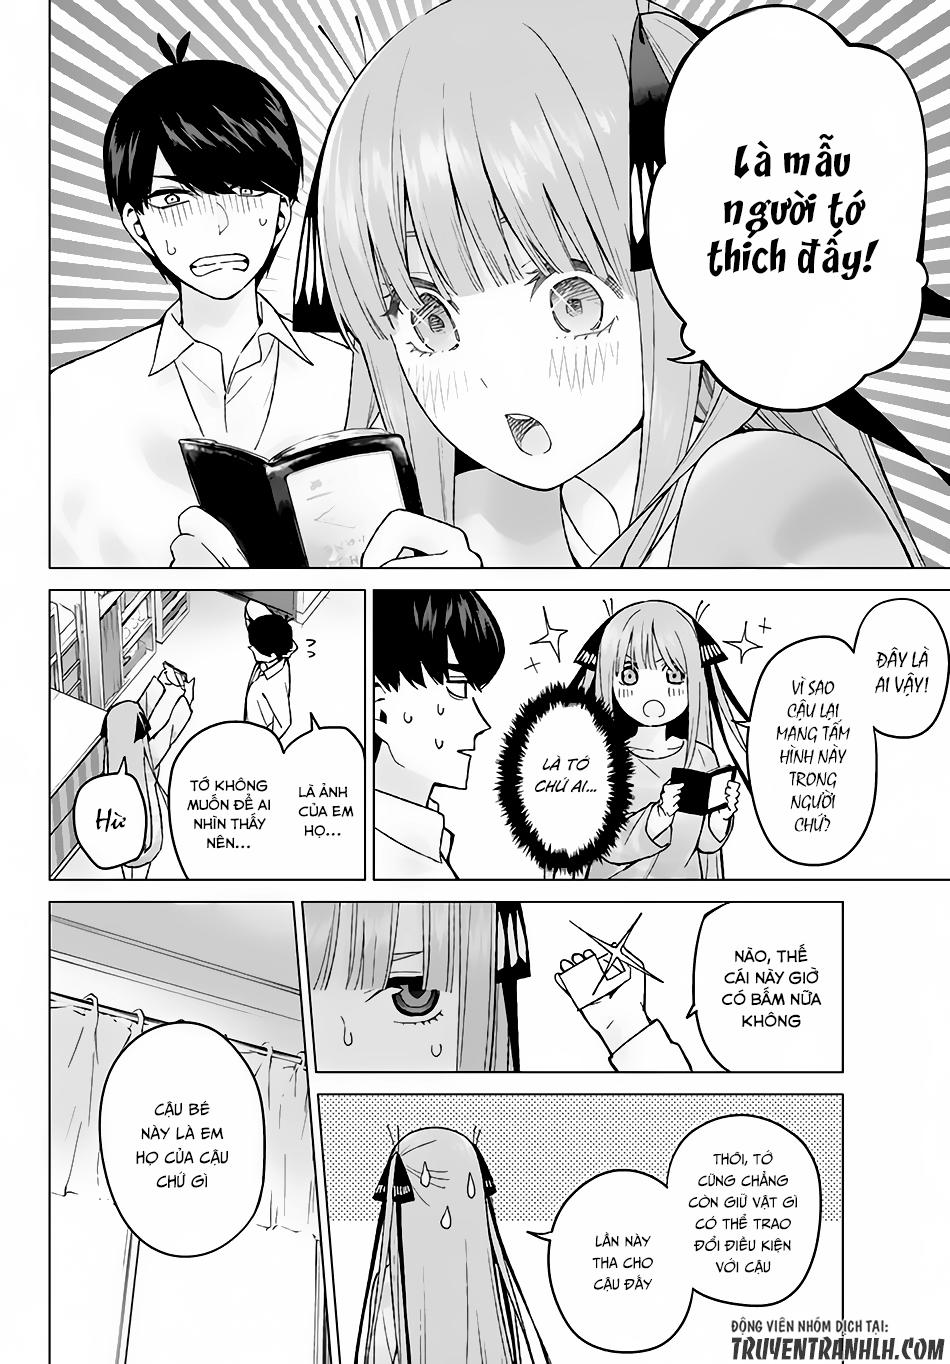 Là mẫu
người tớ
thích đấy!
ĐÂY LÀ
AI VẬY!
VÌ SAO
CẬU LẠI
MANG TẤM
HÌNH NÀY
TRONG
NGƯỜI
CHỨ?
LÀ TỚ
CHỨ AI...
LÀ ẢNH
CỦA EM
HỌ...
TỚ KHÔNG
MUỐN ĐỂ AI
NHÌN THẤY
NÊN...
Hừ
NÀO, THẾ
CÁI NÀY GIỜ
CÓ BẤM NỮA
KHÔNG
THÔI, TỚ
CŨNG CHẲNG
CÒN GIỮ VẬT GÌ
CÓ THỂ TRAO
ĐỔI ĐIỀU KIỆN
VỚI CẬU
LẦN NÀY
THA CHO
CẬU ĐẤY
CẬU BÉ
NÀY LÀ EM
HỌ CỦA CẬU
CHỨ GÌ
ĐỘNG VIÊN NHÓM DỊCH TẠI:
TRUYENTRANHLH.COM